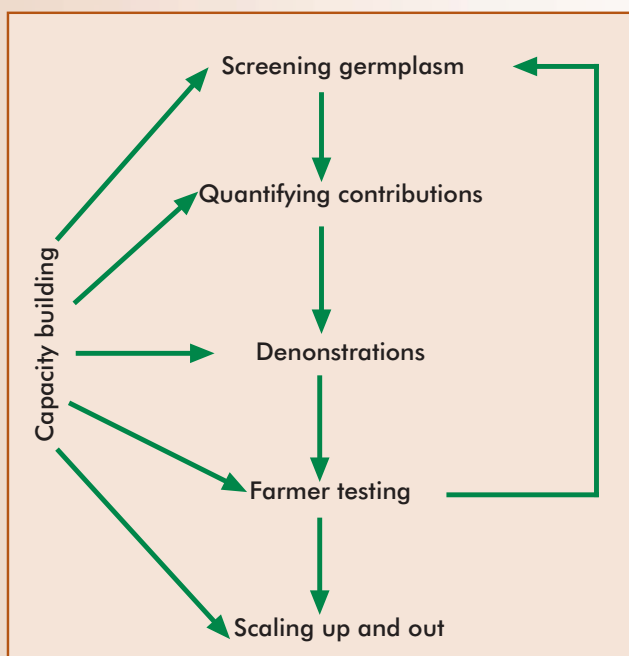 Screening germplasm
Quantifying contributions
Capacity building
Denonstrations
Farmer testing
Scaling up and out